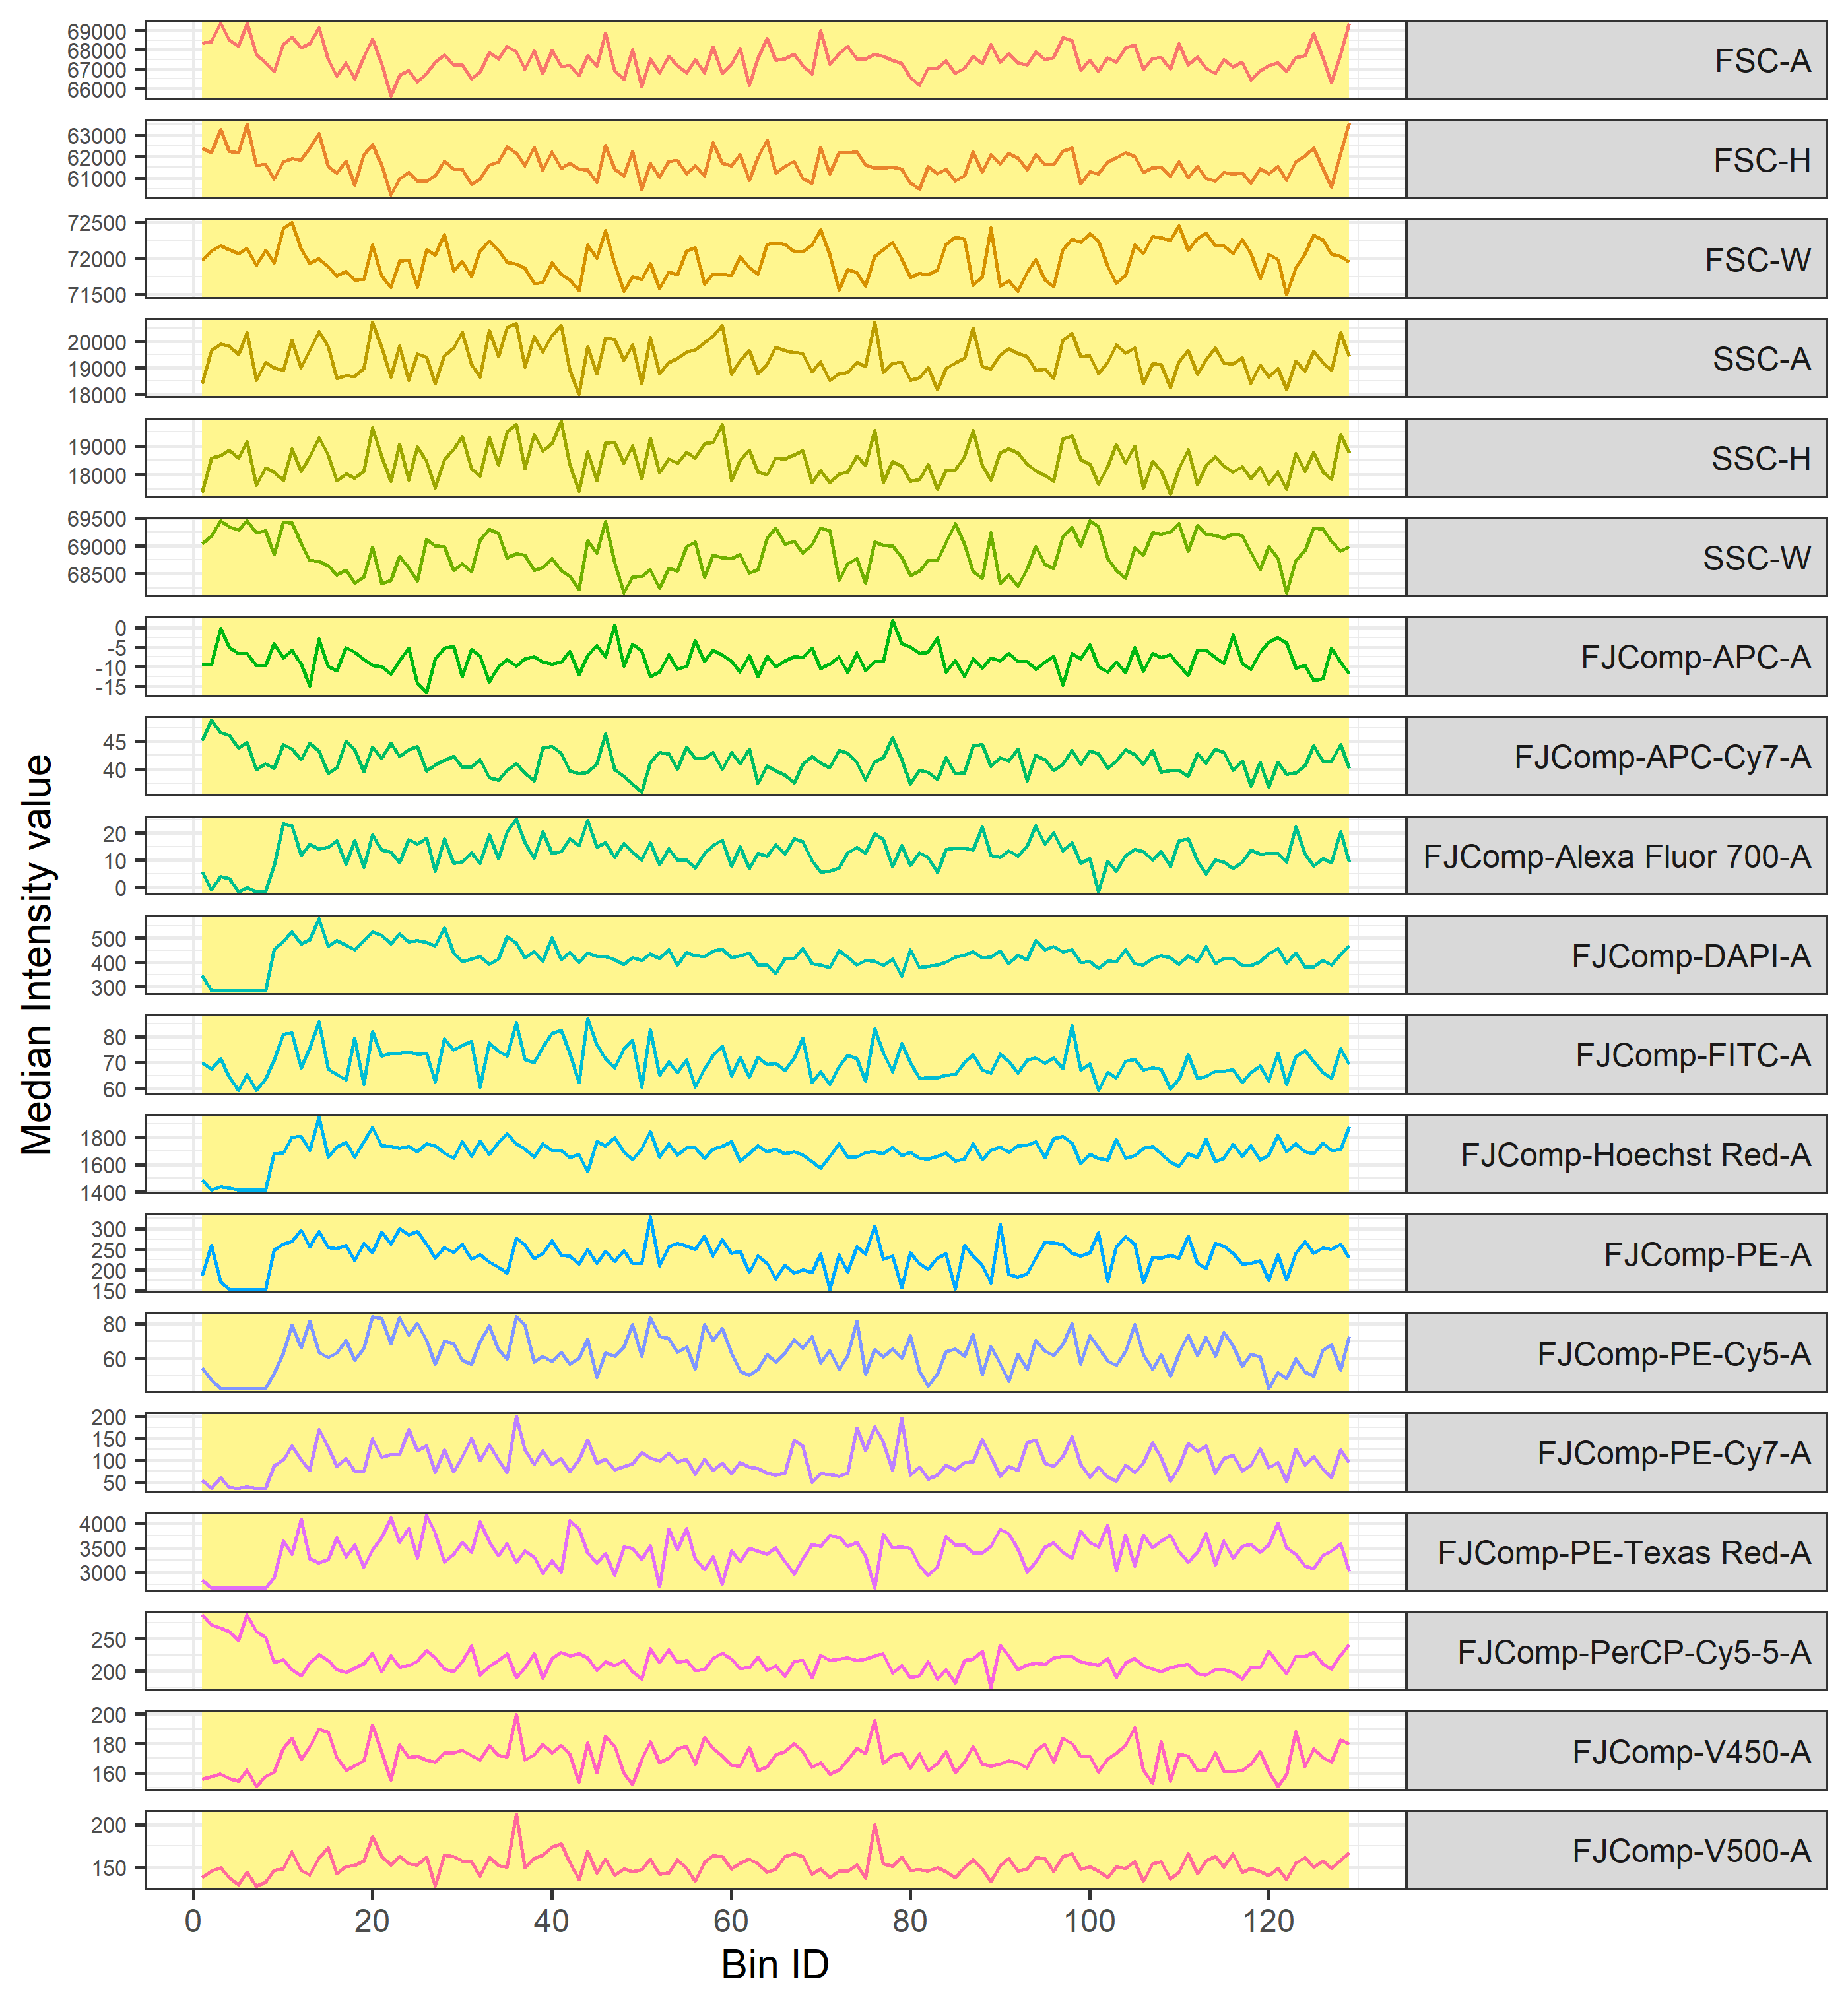 Median Intensity value
69000
68000
67000
66000
FSC-A
63000
62000
61000
FSC-H
72500
72000
71500
FSC-W
20000
19000
18000
SSC-A
19000
18000
SSC-H
69500
69000
68500
SSC-W
0
-5
-10
-15
FJComp-APC-A
45
40
FJComp-APC-Cy7-A
20
10
0
FJComp-Alexa Fluor 700-A
500
400
300
FJComp-DAPI-A
80
70
60
FJComp-FITC-A
1800
1600
1400
FJComp-Hoechst Red-A
300
250
200
150
FJComp-PE-A
80
60
FJComp-PE-Cy5-A
200
150
100
50
FJComp-PE-Cy7-A
4000
3500
3000
FJComp-PE-Texas Red-A
250
200
FJComp-PerCP-Cy5-5-A
200
180
160
FJComp-V450-A
200
150
FJComp-V500-A
0 20 40 60 80 100 120
Bin ID